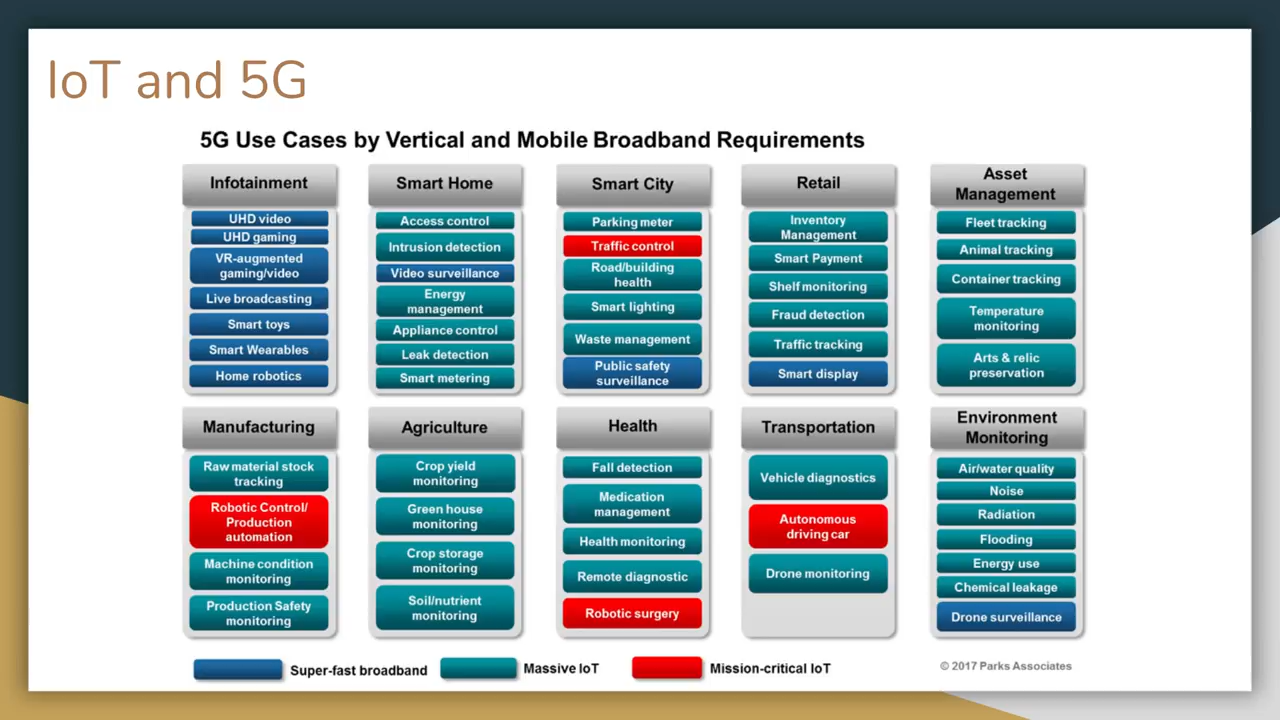 IoT and 5G
5G Use Cases by Vertical and Mobile Broadband Requirements
Infotainment
UHD video
UHD gaming
VR-augmented
gaming/video
Live broadcasting
Smart toys
Smart Wearables
Home robotics
Smart Home
Access control
Intrusion detection
Video surveillance
Energy
management
Appliance control
Leak detection
Smart metering
Smart City
Parking meter
Traffic control
Road/building
health
Smart lighting
Waste management
Public safety
surveillance
Retail
Inventory
Management
Smart Payment
Shelf monitoring
Fraud detection
Traffic tracking
Smart display
Asset
Management
Fleet tracking
Animal tracking
Container tracking
Temperature
monitoring
Arts & relic
preservation
Manufacturing
Raw material stock
tracking
Robotic Control/
Production
automation
Machine condition
monitoring
Production Safety
monitoring
Agriculture
Crop yield
monitoring
Green house
monitoring
Crop storage
monitoring
Soil/nutrient
monitoring
Health
Fall detection
Medication
management
Health monitoring
Remote diagnostic
Robotic surgery
Transportation
Vehicle diagnostics
Autonomous
driving car
Drone monitoring
Environment
Monitoring
Air/water quality
Noise
Radiation
Flooding
Energy use
Chemical leakage
Drone surveillance
Super-fast broadband
Massive IoT
Mission-critical IoT
© 2017 Parks Associates